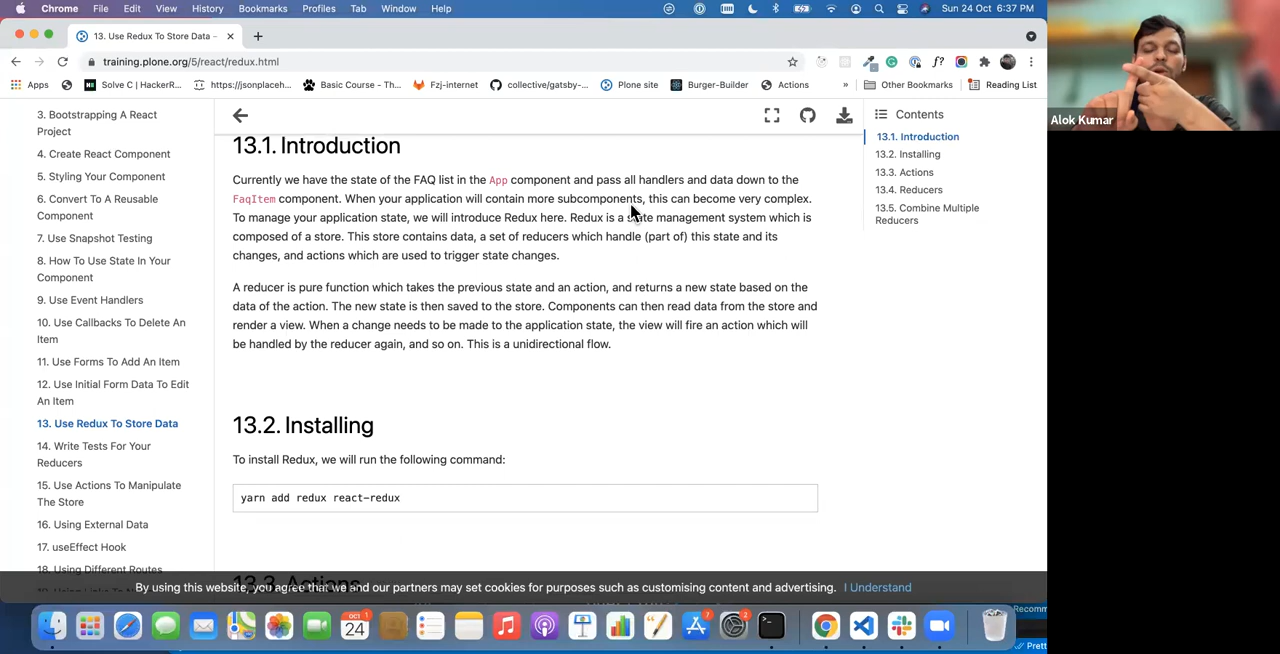 Chrome File Edit View History Bookmarks Profiles Tab Window Help Sun 24 Oct 6:37 PM
13. Use Redux To Store Data –
training.plone.org/5/react/redux.html
Apps Solve C | HackerR... https://jsonplaceh... Basic Course - Th... Fzj-internet collective/gatsby-... Plone site Burger-Builder Actions » Other Bookmarks Reading List
3. Bootstrapping A React
Project
4. Create React Component
5. Styling Your Component
6. Convert To A Reusable
Component
7. Use Snapshot Testing
8. How To Use State In Your
Component
9. Use Event Handlers
10. Use Callbacks To Delete An
Item
11. Use Forms To Add An Item
12. Use Initial Form Data To Edit
An Item
13. Use Redux To Store Data
14. Write Tests For Your
Reducers
15. Use Actions To Manipulate
The Store
16. Using External Data
17. useEffect Hook
18. Using Different Routes
13.1. Introduction
Currently we have the state of the FAQ list in the App component and pass all handlers and data down to the
FaqItem component. When your application will contain more subcomponents, this can become very complex.
To manage your application state, we will introduce Redux here. Redux is a state management system which is
composed of a store. This store contains data, a set of reducers which handle (part of) this state and its
changes, and actions which are used to trigger state changes.
A reducer is pure function which takes the previous state and an action, and returns a new state based on the
data of the action. The new state is then saved to the store. Components can then read data from the store and
render a view. When a change needs to be made to the application state, the view will fire an action which will
be handled by the reducer again, and so on. This is a unidirectional flow.
13.2. Installing
To install Redux, we will run the following command:
yarn add redux react-redux
13.3. Actions
Contents
13.1. Introduction
13.2. Installing
13.3. Actions
13.4. Reducers
13.5. Combine Multiple
Reducers
By using this website, you agree that we and our partners may set cookies for purposes such as customising content and advertising. I Understand
OCT 1
24
7
2
Recomm
Prett
Alok Kumar